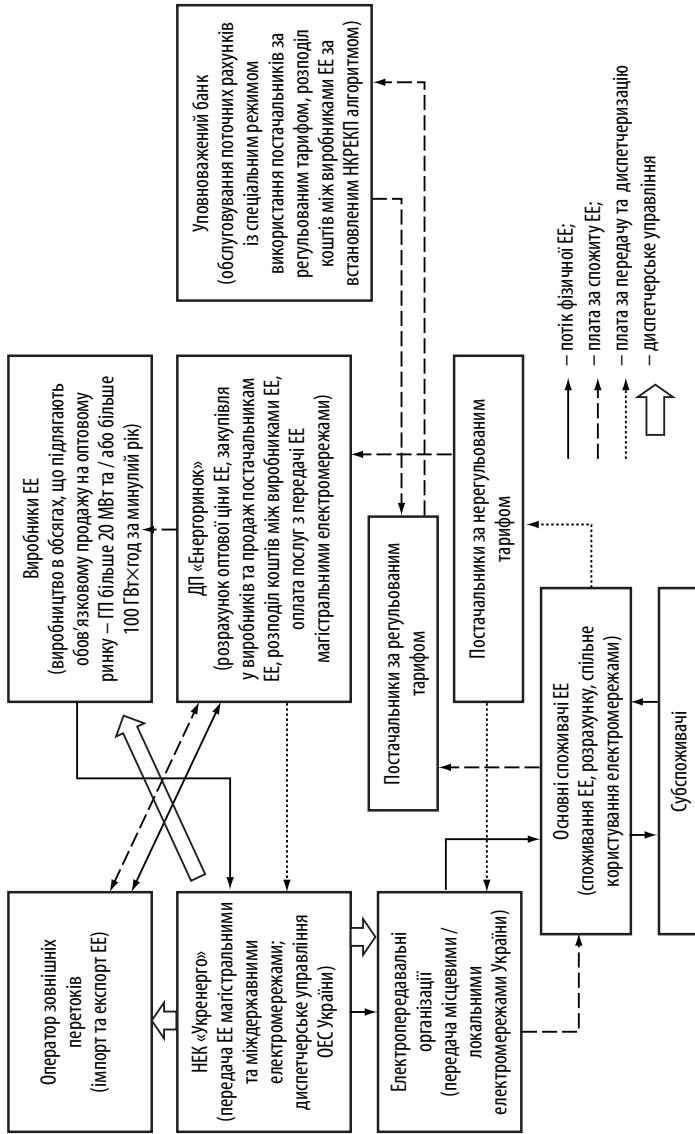 Оператор зовнішніх
перетоків
(імпорт та експорт ЕЕ)
Виробники ЕЕ
(виробництво в обсягах, що підлягають
обов’язковому продажу на оптовому
ринку – ГП більше 20 МВт та / або більше
100 ГВт×год за минулий рік)
НЕК «Укренерго»
(передача ЕЕ магістральними
та міждержавними
електромережами;
диспетчерське управління
ОЕС України)
ДП «Енергоринок»
(розрахунок оптової ціни ЕЕ, закупівля
у виробників та продаж постачальникам
ЕЕ, розподіл коштів між виробниками ЕЕ,
оплата послуг з передачі ЕЕ
магістральними електромережами)
Уповноважений банк
(обслуговування поточних рахунків
із спеціальним режимом
використання постачальників за
регульованим тарифом, розподіл
коштів між виробниками ЕЕ за
встановленим НКРЕКП алгоритмом)
Електропередавальні
організації
(передача місцевими /
локальними
електромережами України)
Постачальники за регульованим
тарифом
Постачальники за нерегульованим
тарифом
Основні споживачі ЕЕ
(споживання ЕЕ, розрахунку, спільне
користування електромережами)
Субспоживачі
– потік фізичної ЕЕ;
– плата за спожиту ЕЕ;
– плата за передачу та диспетчеризацію
– диспетчерське управління